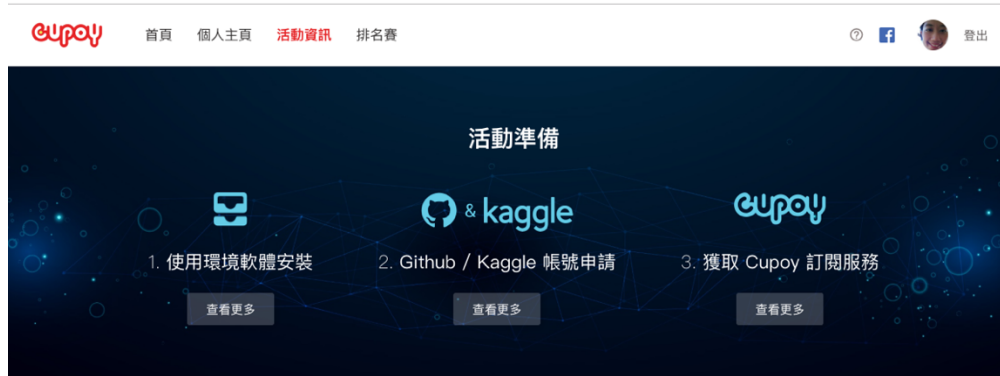 cupoy 首頁 個人主頁 活動資訊 排名賽 ? f 登出
活動準備
& kaggle cupoy
1. 使用環境軟體安裝 2. Github / Kaggle 帳號申請 3. 獲取 Cupoy 訂閱服務
查看更多 查看更多 查看更多